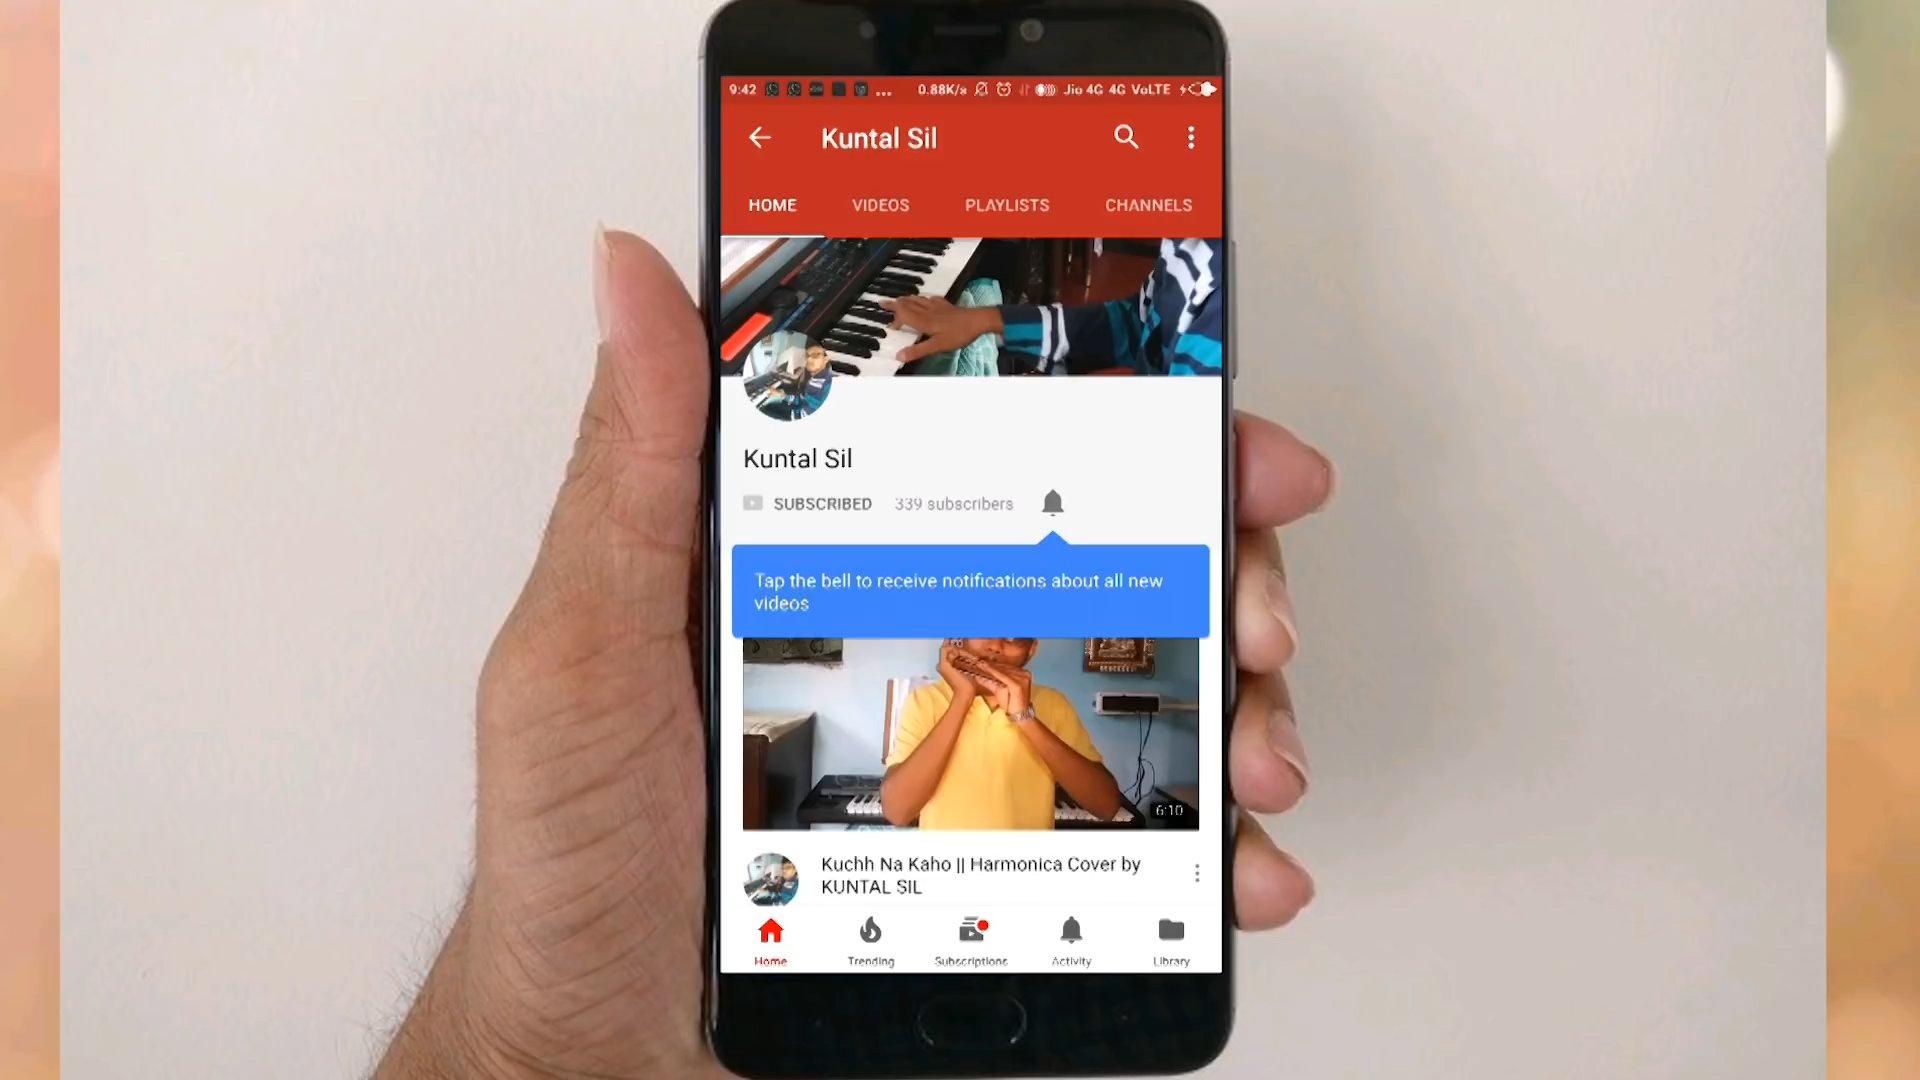 9:42 ... 0.88K/s Jio 4G 4G VoLTE
Kuntal Sil
HOME VIDEOS PLAYLISTS CHANNELS
Kuntal Sil
SUBSCRIBED 339 subscribers
Tap the bell to receive notifications about all new
videos
6:10
Kuchh Na Kaho || Harmonica Cover by
KUNTAL SIL
Home Trending Subscriptions Activity Library